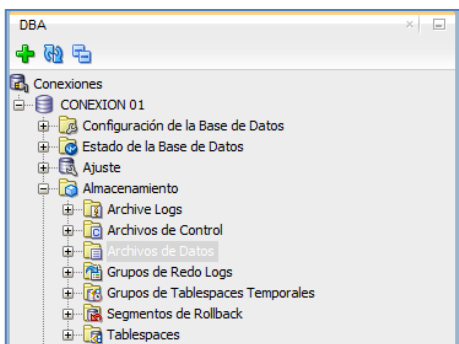 DBA
Conexiones
CONEXION 01
Configuración de la Base de Datos
Estado de la Base de Datos
Ajuste
Almacenamiento
Archive Logs
Archivos de Control
Archivos de Datos
Grupos de Redo Logs
Grupos de Tablespaces Temporales
Segmentos de Rollback
Tablespaces